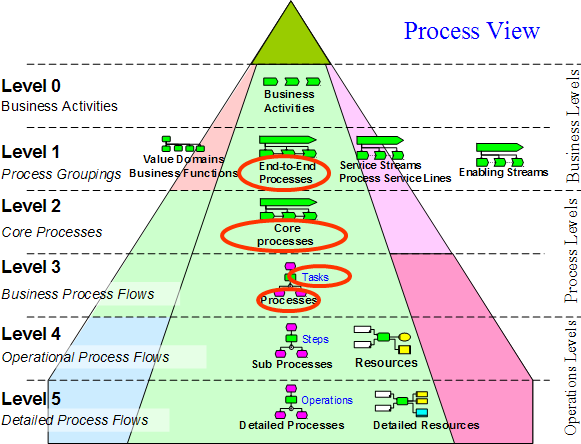 Process View
Level 0
Business Activities
Business
Activities
Level 1
Process Groupings
Value Domains
Business Functions
End-to-End
Processes
Service Streams
Process Service Lines
Enabling Streams
Business Levels
Level 2
Core Processes
Core
processes
Level 3
Business Process Flows
Tasks
Processes
Process Levels
Level 4
Operational Process Flows
Steps
Sub Processes
Resources
Level 5
Detailed Process Flows
Operations
Detailed Processes
Detailed Resources
Operations Levels